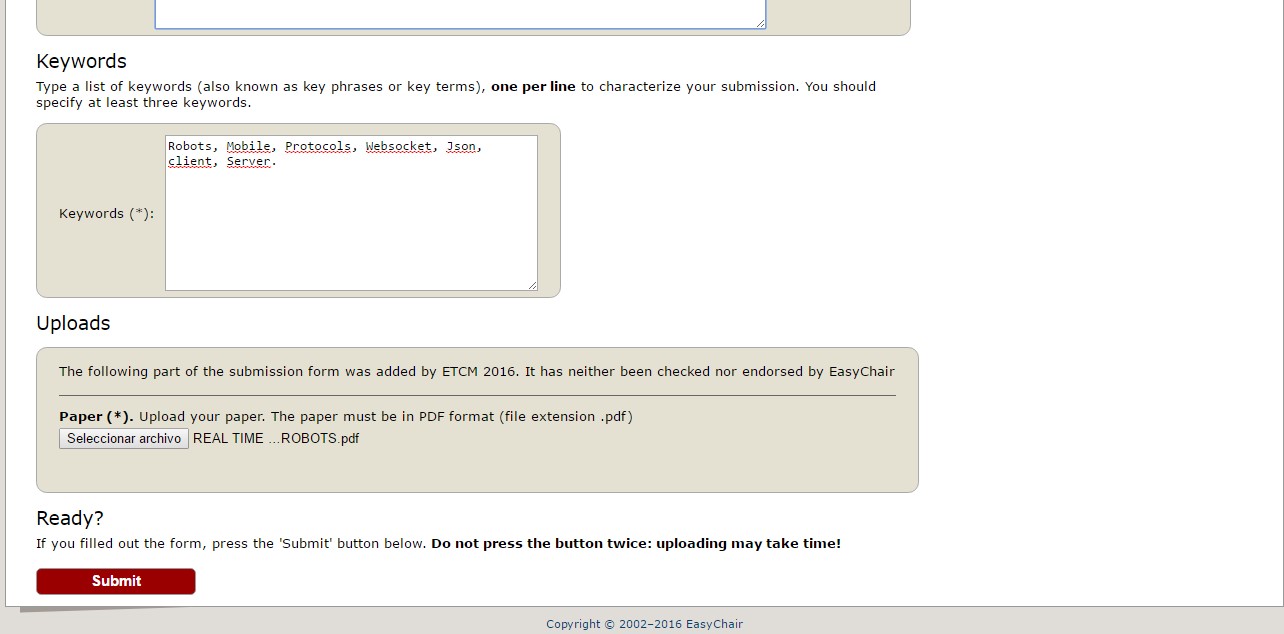 Keywords
Type a list of keywords (also known as key phrases or key terms), one per line to characterize your submission. You should
specify at least three keywords.
Robots, Mobile, Protocols, Websocket, Json,
client, Server.
Keywords (*):
Uploads
The following part of the submission form was added by ETCM 2016. It has neither been checked nor endorsed by EasyChair
Paper (*). Upload your paper. The paper must be in PDF format (file extension .pdf)
Seleccionar archivo REAL TIME ...ROBOTS.pdf
Ready?
If you filled out the form, press the 'Submit' button below. Do not press the button twice: uploading may take time!
Submit
Copyright © 2002–2016 EasyChair